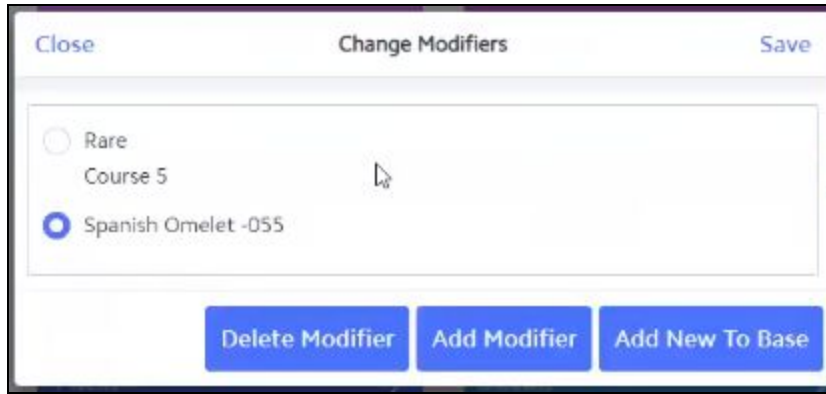 Close Change Modifiers Save
Rare
Course 5
Spanish Omelet -055
Delete Modifier Add Modifier Add New To Base